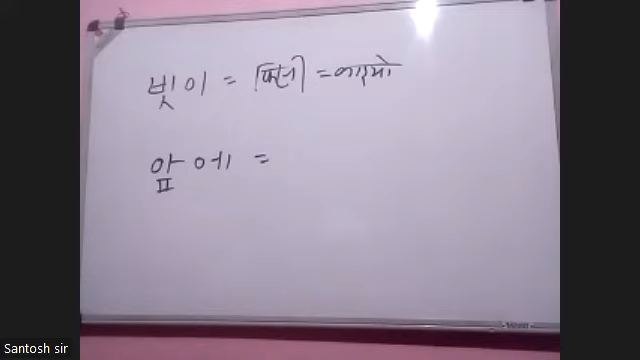 빗이 = =
앞에 =
Santosh sir